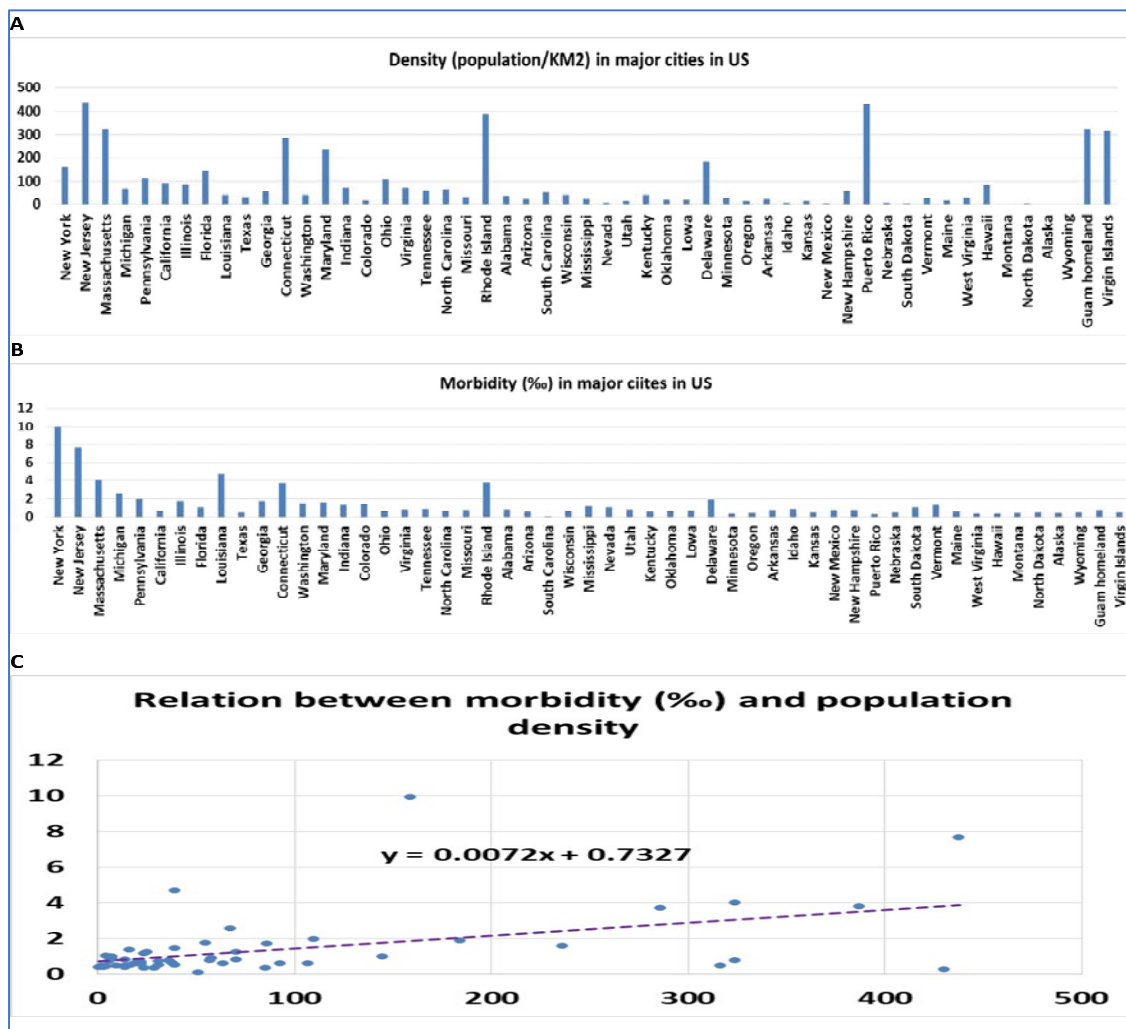 A
Density (population/KM2) in major cities in US
500
400
300
200
100
0
New York
New Jersey
Massachusetts
Michigan
Pennsylvania
California
Illinois
Florida
Louisiana
Texas
Georgia
Connecticut
Washington
Maryland
Indiana
Colorado
Ohio
Virginia
Tennessee
North Carolina
Missouri
Rhode Island
Alabama
Arizona
South Carolina
Wisconsin
Mississippi
Nevada
Utah
Kentucky
Oklahoma
Lowa
Delaware
Minnesota
Oregon
Arkansas
Idaho
Kansas
New Mexico
New Hampshire
Puerto Rico
Nebraska
South Dakota
Vermont
Maine
West Virginia
Hawaii
Montana
North Dakota
Alaska
Wyoming
Guam homeland
Virgin Islands
B
Morbidity (‰) in major ciites in US
12
10
8
6
4
2
0
New York
New Jersey
Massachusetts
Michigan
Pennsylvania
California
Illinois
Florida
Louisiana
Texas
Georgia
Connecticut
Washington
Maryland
Indiana
Colorado
Ohio
Virginia
Tennessee
North Carolina
Missouri
Rhode Island
Alabama
Arizona
South Carolina
Wisconsin
Mississippi
Nevada
Utah
Kentucky
Oklahoma
Lowa
Delaware
Minnesota
Oregon
Arkansas
Idaho
Kansas
New Mexico
New Hampshire
Puerto Rico
Nebraska
South Dakota
Vermont
Maine
West Virginia
Hawaii
Montana
North Dakota
Alaska
Wyoming
Guam homeland
Virgin Islands
C
Relation between morbidity (‰) and population
density
12
10
8
6
4
2
0
y = 0.0072x + 0.7327
0 100 200 300 400 500